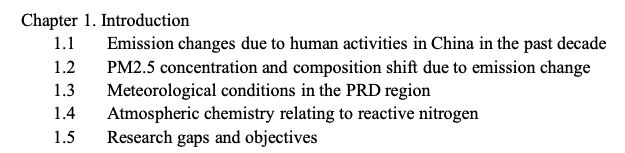 Chapter 1. Introduction
1.1 Emission changes due to human activities in China in the past decade
1.2 PM2.5 concentration and composition shift due to emission change
1.3 Meteorological conditions in the PRD region
1.4 Atmospheric chemistry relating to reactive nitrogen
1.5 Research gaps and objectives